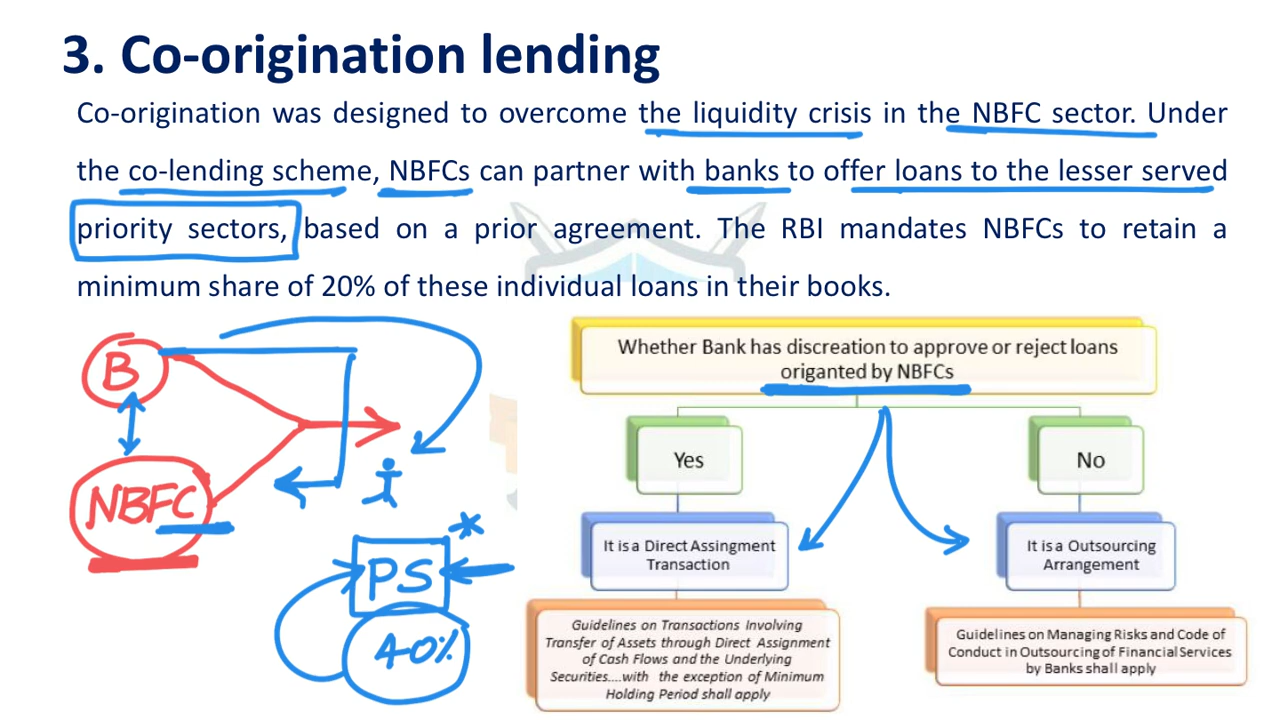 3. Co-origination lending
Co-origination was designed to overcome the liquidity crisis in the NBFC sector. Under
the co-lending scheme, NBFCs can partner with banks to offer loans to the lesser served
priority sectors, based on a prior agreement. The RBI mandates NBFCs to retain a
minimum share of 20% of these individual loans in their books.
B
NBFC
PS
*
40%
Whether Bank has discreation to approve or reject loans
origanted by NBFCs
Yes
No
It is a Direct Assingment
Transaction
It is a Outsourcing
Arrangement
Guidelines on Transactions Involving
Transfer of Assets through Direct Assignment
of Cash Flows and the Underlying
Securities....with the exception of Minimum
Holding Period shall apply
Guidelines on Managing Risks and Code of
Conduct in Outsourcing of Financial Services
by Banks shall apply